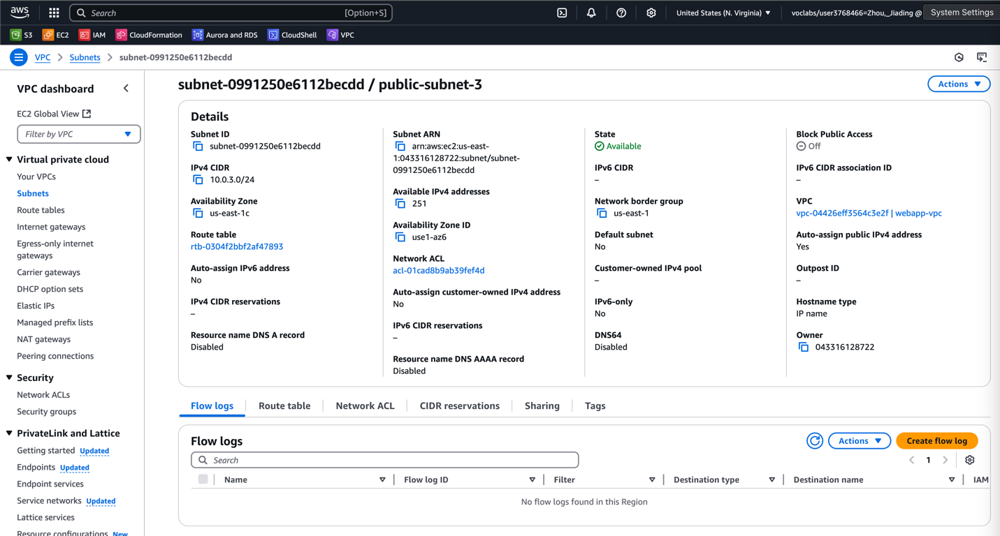 aws
Search [Option+S]
United States (N. Virginia)
voclabs/user3768466=Zhou,_Jiading @
System Settings
S3
EC2
IAM
CloudFormation
Aurora and RDS
CloudShell
VPC
VPC > Subnets > subnet-0991250e6112becdd
VPC dashboard
EC2 Global View
Filter by VPC
Virtual private cloud
Your VPCs
Subnets
Route tables
Internet gateways
Egress-only internet
gateways
Carrier gateways
DHCP option sets
Elastic IPs
Managed prefix lists
NAT gateways
Peering connections
Security
Network ACLs
Security groups
PrivateLink and Lattice
Getting started Updated
Endpoints Updated
Endpoint services
Service networks Updated
Lattice services
Resource configurations New
subnet-0991250e6112becdd / public-subnet-3
Actions
Details
Subnet ID
subnet-0991250e6112becdd
IPv4 CIDR
10.0.3.0/24
Availability Zone
us-east-1c
Route table
rtb-0304f2bbf2af47893
Auto-assign IPv6 address
No
IPv4 CIDR reservations
–
Resource name DNS A record
Disabled
Subnet ARN
arn:aws:ec2:us-east-
1:043316128722:subnet/subnet-
0991250e6112becdd
Available IPv4 addresses
251
Availability Zone ID
use1-az6
Network ACL
acl-01cad8b9ab39fef4d
Auto-assign customer-owned IPv4 address
No
IPv6 CIDR reservations
–
Resource name DNS AAAA record
Disabled
State
Available
IPv6 CIDR
–
Network border group
us-east-1
Default subnet
No
Customer-owned IPv4 pool
–
IPv6-only
No
DNS64
Disabled
Block Public Access
Off
IPv6 CIDR association ID
–
VPC
vpc-04426eff3564c3e2f | webapp-vpc
Auto-assign public IPv4 address
Yes
Outpost ID
–
Hostname type
IP name
Owner
043316128722
Flow logs
Route table
Network ACL
CIDR reservations
Sharing
Tags
Flow logs
Actions
Create flow log
Search
1
Name
Flow log ID
Filter
Destination type
Destination name
IAM
No flow logs found in this Region